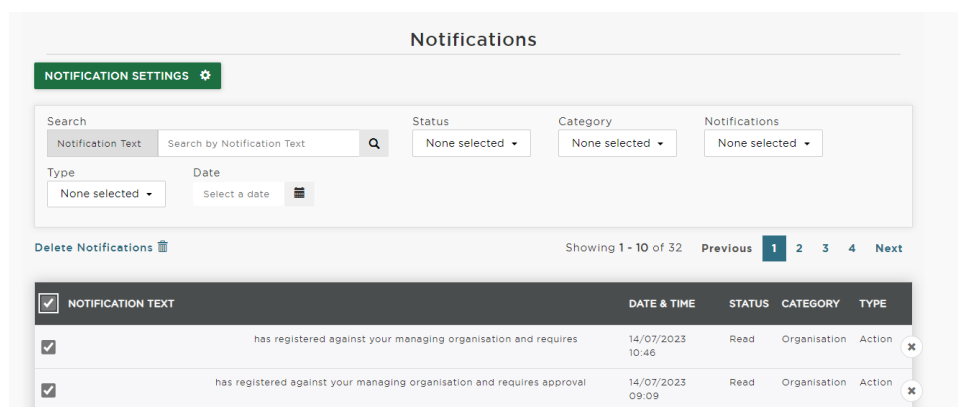 Notifications
NOTIFICATION SETTINGS
Search Status Category Notifications
Notification Text Search by Notification Text None selected None selected None selected
Type Date
None selected Select a date
Delete Notifications Showing 1 - 10 of 32 Previous 1 2 3 4 Next
NOTIFICATION TEXT DATE & TIME STATUS CATEGORY TYPE
has registered against your managing organisation and requires 14/07/2023 Read Organisation Action
10:46
has registered against your managing organisation and requires approval 14/07/2023 Read Organisation Action
09:09